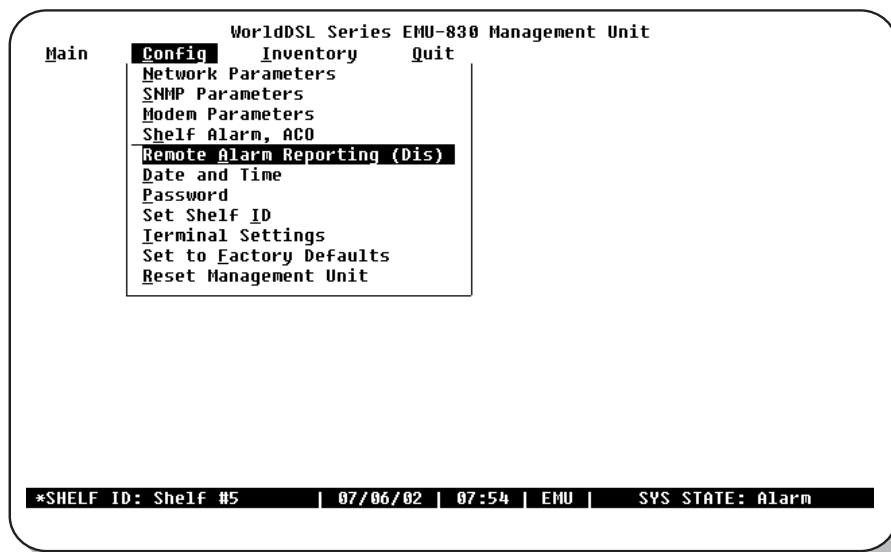 WorldDSL Series EMU-830 Management Unit
Main Config Inventory Quit
Network Parameters
SNMP Parameters
Modem Parameters
Shelf Alarm, ACO
Remote Alarm Reporting (Dis)
Date and Time
Password
Set Shelf ID
Terminal Settings
Set to Factory Defaults
Reset Management Unit
*SHELF ID: Shelf #5 | 07/06/02 | 07:54 | EMU | SYS STATE: Alarm